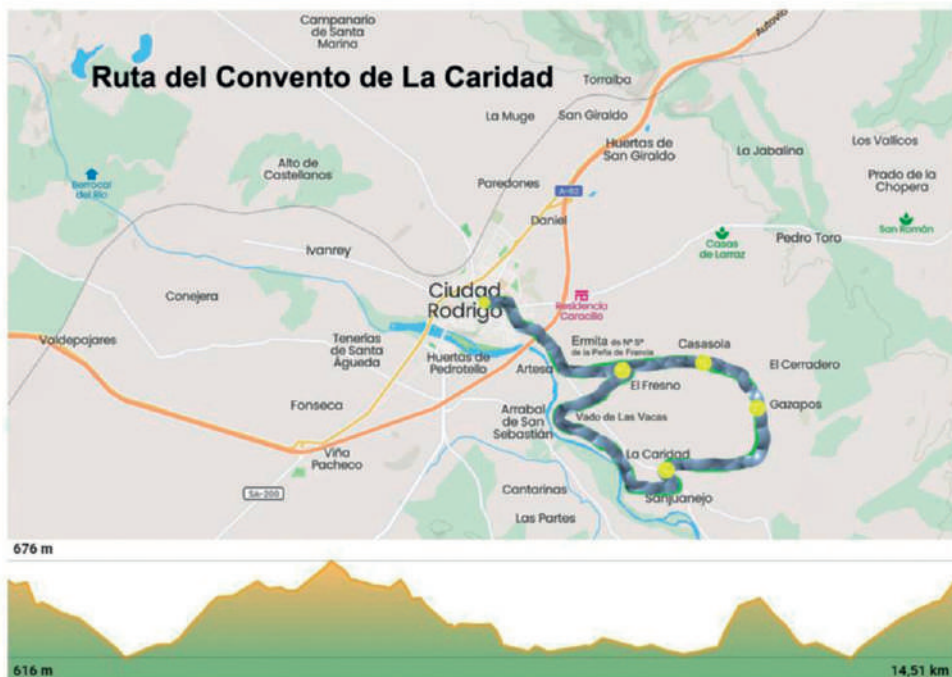 Campanario
de Santa
Marina
Autovía
Ruta del Convento de La Caridad
Torralba
La Muge
San Giraldo
Huertas de
San Giraldo
Los Vallicos
La Jabalina
Alto de
Castellanos
Prado de la
Chopera
Berrocal
del Río
Paredones
A-62
Daniel
San Román
Ivanrey
Casas
de Larraz
Pedro Toro
Conejera
Ciudad
Rodrigo
Residencia
Caracillo
Valdepajares
Tenerías
de Santa
Águeda
Huertas de
Pedrotello
Artesa
Ermita de Nª Sª
de la Peña de Francia
Casasola
El Cerradero
El Fresno
Fonseca
Arrabal
de San
Sebastián
Vado de Las Vacas
Gazapos
Viña
Pacheco
La Caridad
SA-200
Cantarinas
Sanjuanejo
Las Partes
676 m
616 m
14,51 km